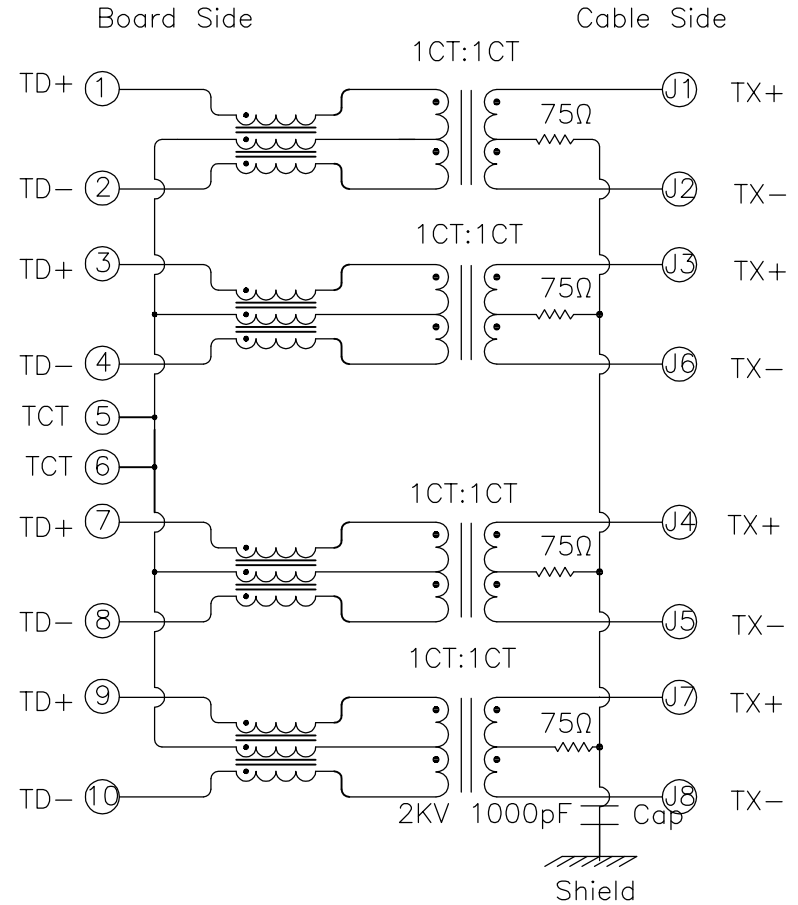 Board Side
Cable Side
1CT:1CT
TD+ 1
J1 TX+
75Ω
TD- 2
J2 TX-
1CT:1CT
TD+ 3
J3 TX+
75Ω
TD- 4
J6 TX-
TCT 5
TCT 6
1CT:1CT
TD+ 7
J4 TX+
75Ω
TD- 8
J5 TX-
1CT:1CT
TD+ 9
J7 TX+
75Ω
TD- 10
J8 TX-
2KV 1000pF Cap
Shield